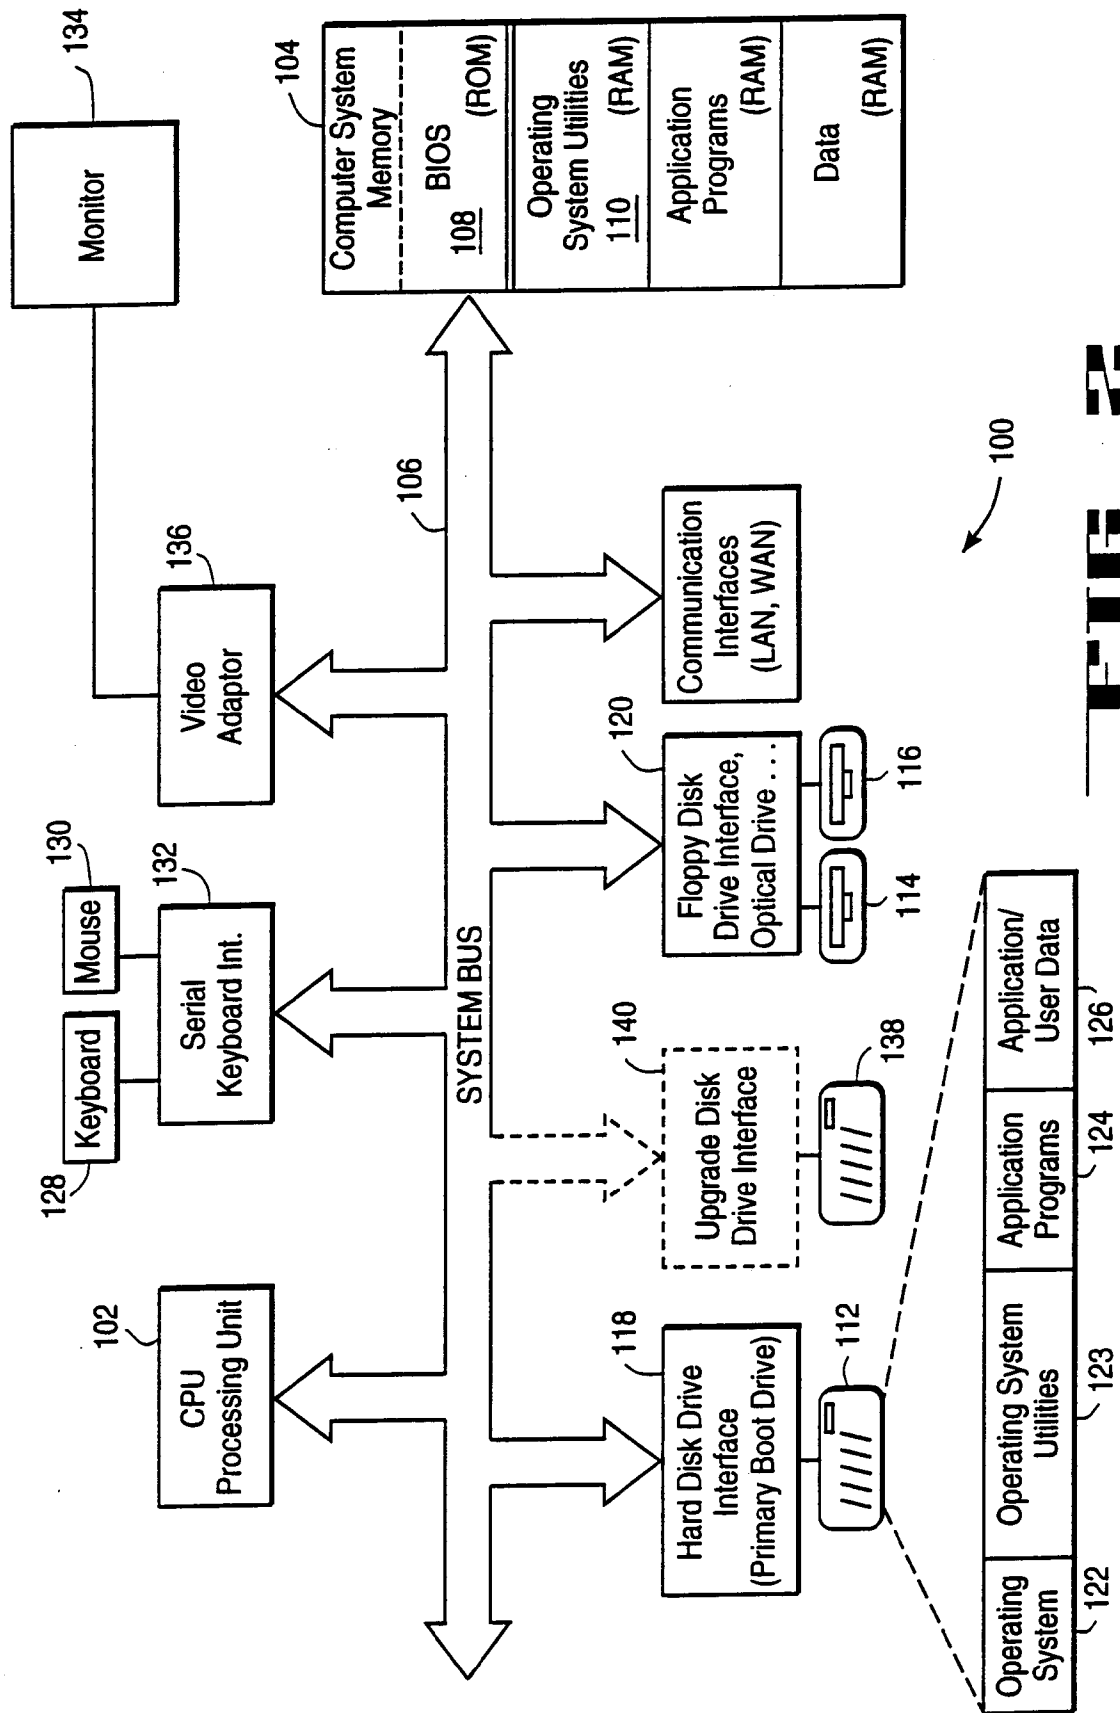 134
Monitor
104
Computer System
Memory
BIOS
108
(ROM)
Operating
System Utilities
110
(RAM)
Application
Programs
(RAM)
Data
(RAM)
136
Video
Adaptor
106
130
Mouse
128
Keyboard
132
Serial
Keyboard Int.
102
CPU
Processing Unit
SYSTEM BUS
118
Hard Disk Drive
Interface
(Primary Boot Drive)
112
140
Upgrade Disk
Drive Interface
138
120
Floppy Disk
Drive Interface,
Optical Drive . . .
114
116
Communication
Interfaces
(LAN, WAN)
100
Operating
System
122
Operating System
Utilities
123
Application
Programs
124
Application/
User Data
126